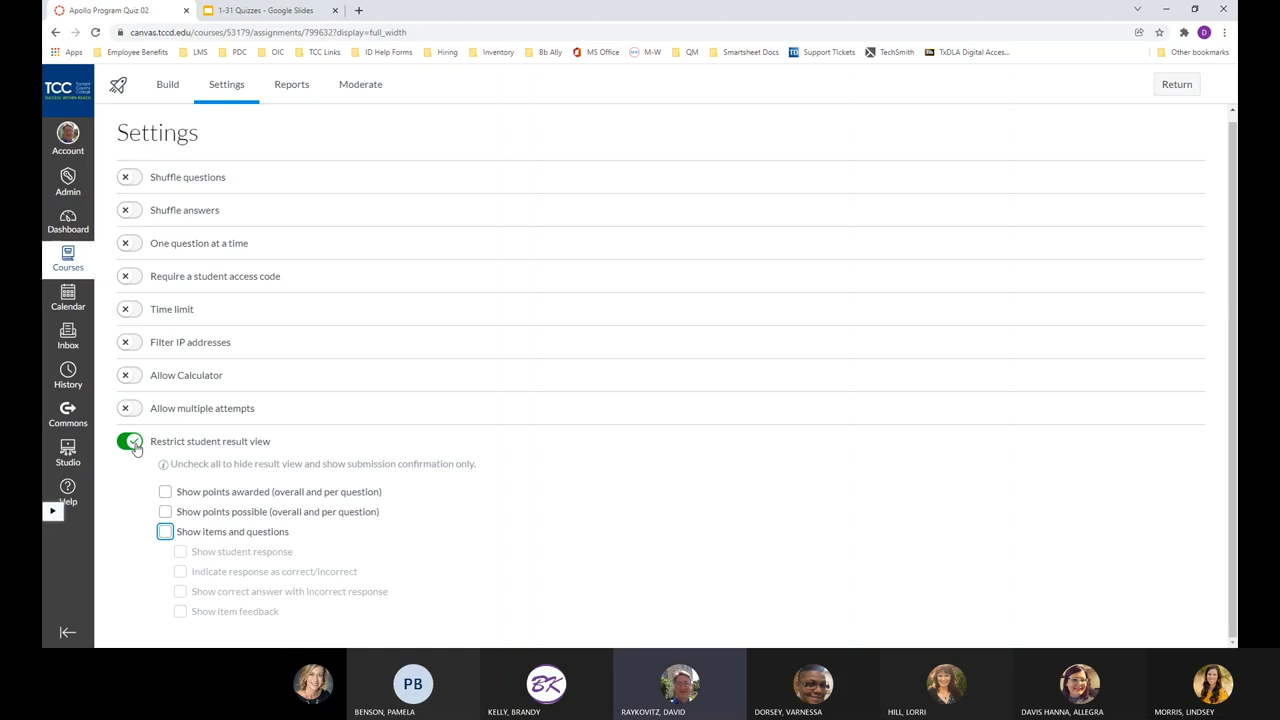 Apollo Program Quiz 02
1-31 Quizzes - Google Slides
canvas.tccd.edu/courses/53179/assignments/799632?display=full_width
Apps Employee Benefits LMS PDC OIC TCC Links ID Help Forms Hiring Inventory Bb Ally MS Office M-W QM Smartsheet Docs Support Tickets TechSmith TxDLA Digital Acces... Other bookmarks
TCC
Tarrant County College
SUCCESS WITHIN REACH
Build Settings Reports Moderate Return
Account
Admin
Dashboard
Courses
Calendar
Inbox
History
Commons
Studio
Help
Settings
Shuffle questions
Shuffle answers
One question at a time
Require a student access code
Time limit
Filter IP addresses
Allow Calculator
Allow multiple attempts
Restrict student result view
Uncheck all to hide result view and show submission confirmation only.
Show points awarded (overall and per question)
Show points possible (overall and per question)
Show items and questions
Show student response
Indicate response as correct/incorrect
Show correct answer with incorrect response
Show item feedback
PB
BK
BENSON, PAMELA KELLY, BRANDY RAYKOVITZ, DAVID DORSEY, VARNESSA HILL, LORRI DAVIS HANNA, ALLEGRA MORRIS, LINDSEY